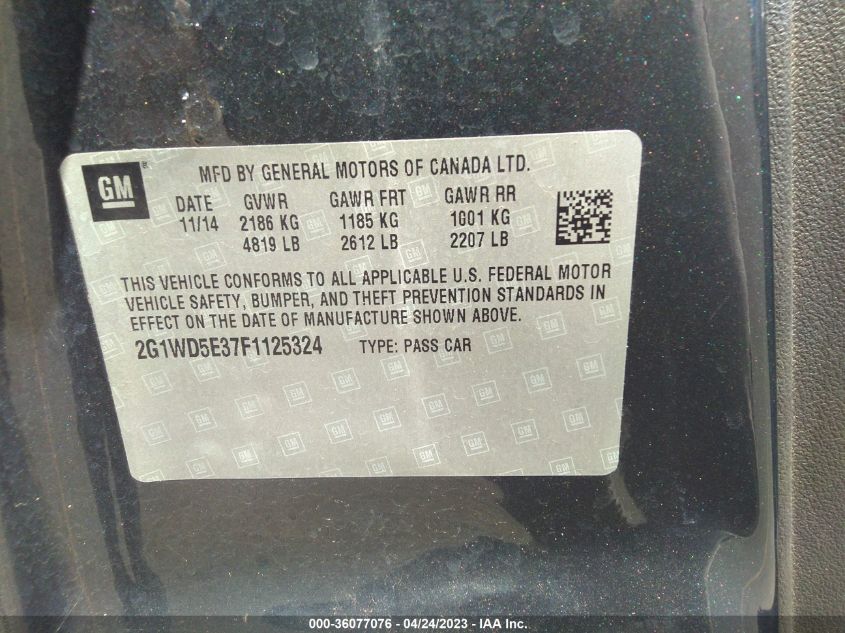 GM
MFD BY GENERAL MOTORS OF CANADA LTD.
DATE GVWR GAWR FRT GAWR RR
11/14 2186 KG 1185 KG 1001 KG
4819 LB 2612 LB 2207 LB
THIS VEHICLE CONFORMS TO ALL APPLICABLE U.S. FEDERAL MOTOR
VEHICLE SAFETY, BUMPER, AND THEFT PREVENTION STANDARDS IN
EFFECT ON THE DATE OF MANUFACTURE SHOWN ABOVE.
2G1WD5E37F1125324 TYPE: PASS CAR
000-36077076 - 04/24/2023 - IAA Inc.